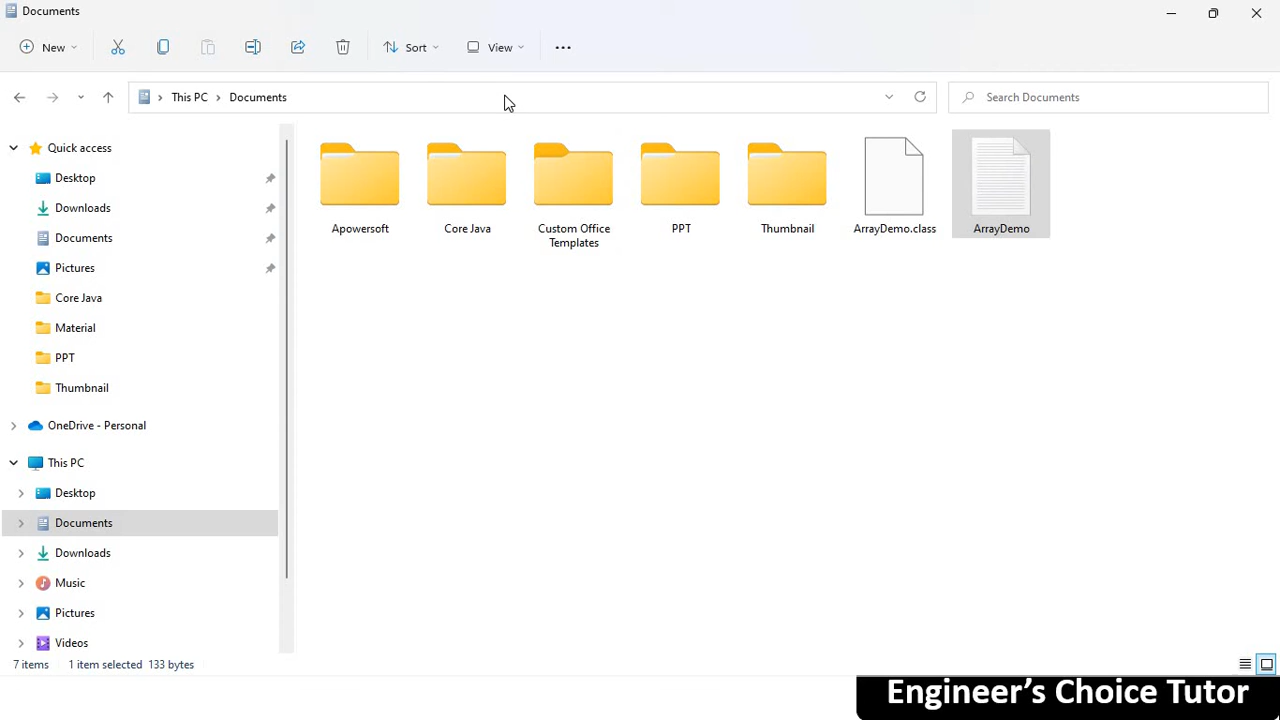 Documents
New
Sort
View
This PC
Documents
Search Documents
Quick access
Desktop
Downloads
Documents
Pictures
Core Java
Material
PPT
Thumbnail
OneDrive - Personal
This PC
Desktop
Documents
Downloads
Music
Pictures
Videos
Apowersoft
Core Java
Custom Office
Templates
PPT
Thumbnail
ArrayDemo.class
ArrayDemo
7 items
1 item selected 133 bytes
Engineer's Choice Tutor